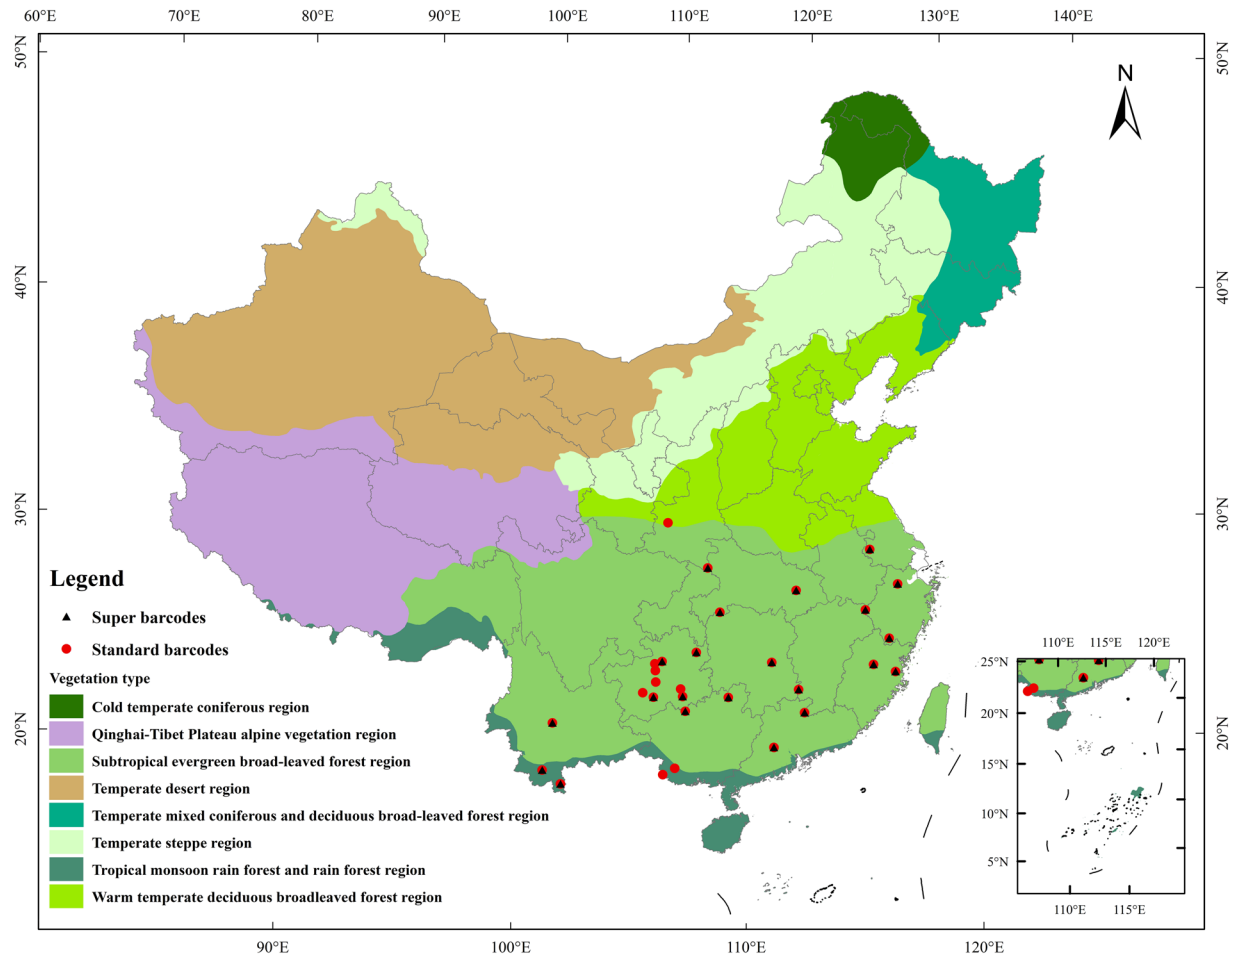 60°E 70°E 80°E 90°E 100°E 110°E 120°E 130°E 140°E
50°N 50°N
N
40°N 40°N
30°N 30°N
20°N 20°N
Legend
Super barcodes
Standard barcodes
Vegetation type
Cold temperate coniferous region
Qinghai-Tibet Plateau alpine vegetation region
Subtropical evergreen broad-leaved forest region
Temperate desert region
Temperate mixed coniferous and deciduous broad-leaved forest region
Temperate steppe region
Tropical monsoon rain forest and rain forest region
Warm temperate deciduous broadleaved forest region
110°E 115°E 120°E
25°N
20°N
15°N
10°N
5°N
110°E 115°E
90°E 100°E 110°E 120°E